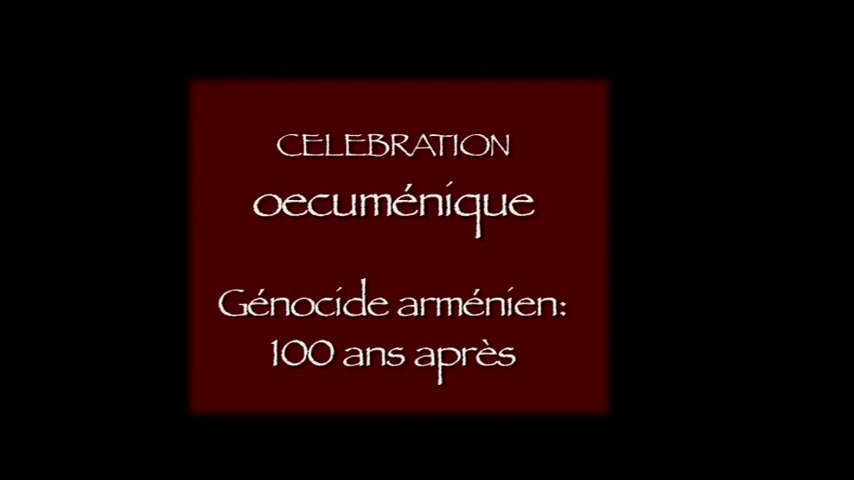 CELEBRATION
oecuménique
Génocide arménien:
100 ans après